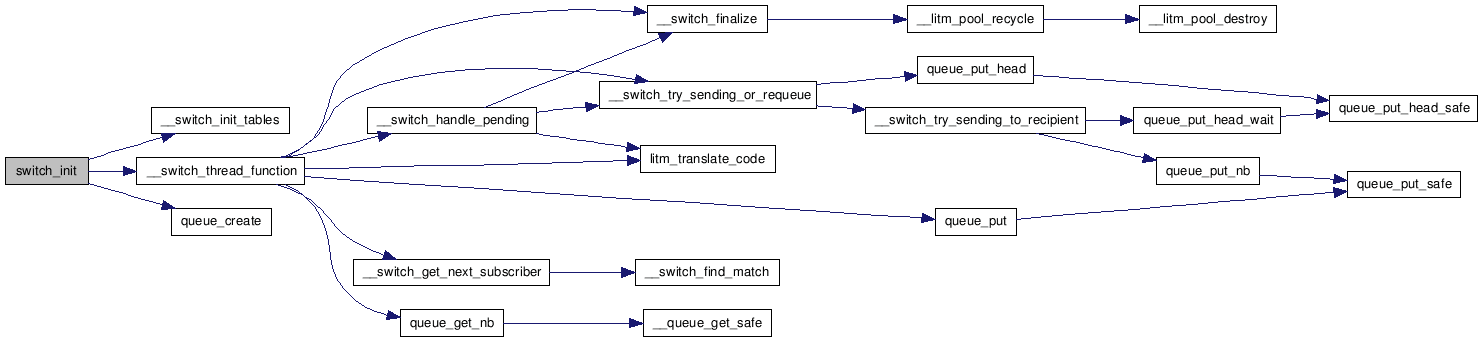 switch_init
__switch_init_tables
__switch_thread_function
queue_create
__switch_handle_pending
__switch_get_next_subscriber
queue_get_nb
__switch_finalize
__switch_try_sending_or_requeue
litm_translate_code
__switch_find_match
__queue_get_safe
__litm_pool_recycle
queue_put_head
__switch_try_sending_to_recipient
queue_put
__litm_pool_destroy
queue_put_head_wait
queue_put_nb
queue_put_head_safe
queue_put_safe